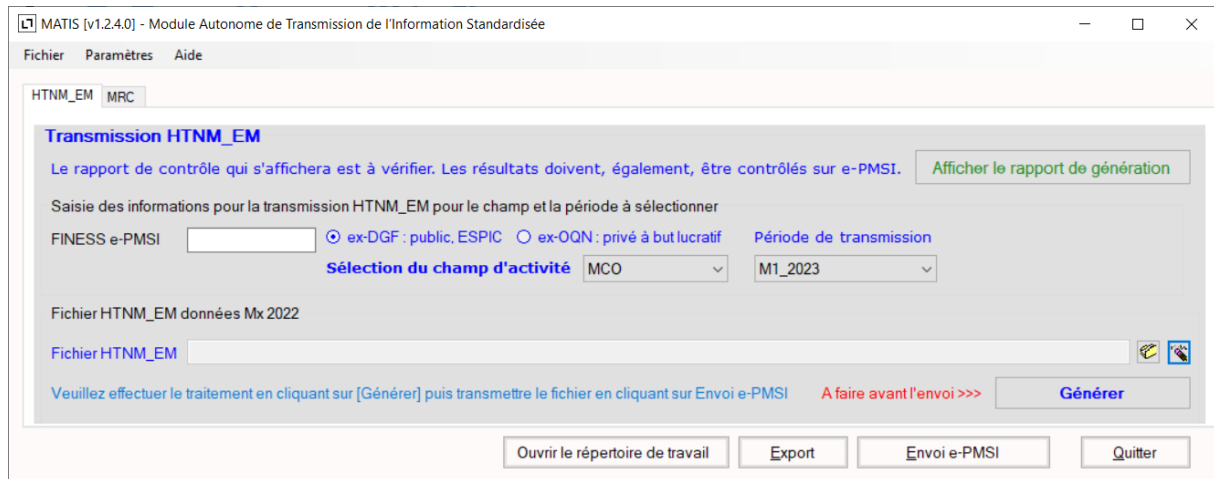 MATIS [v1.2.4.0] - Module Autonome de Transmission de l'Information Standardisée
Fichier Paramètres Aide
HTNM_EM MRC
Transmission HTNM_EM
Le rapport de contrôle qui s'affichera est à vérifier. Les résultats doivent, également, être contrôlés sur e-PMSI. Afficher le rapport de génération
Saisie des informations pour la transmission HTNM_EM pour le champ et la période à sélectionner
FINESS e-PMSI ex-DGF : public, ESPIC ex-OQN : privé à but lucratif Période de transmission
Sélection du champ d'activité MCO M1_2023
Fichier HTNM_EM données Mx 2022
Fichier HTNM_EM
Veuillez effectuer le traitement en cliquant sur [Générer] puis transmettre le fichier en cliquant sur Envoi e-PMSI A faire avant l'envoi >>> Générer
Ouvrir le répertoire de travail Export Envoi e-PMSI Quitter